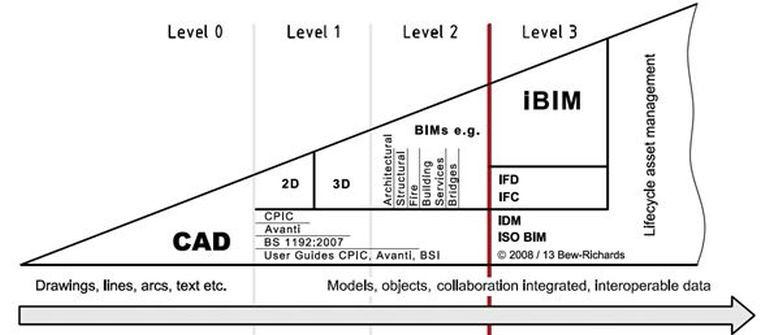 Level 0
Level 1
Level 2
Level 3
iBIM
Lifecycle asset management
BIMs e.g.
Architectural
Structural
Fire
Building
Services
Bridges
2D
3D
IFD
IFC
CAD
CPIC
Avanti
BS 1192:2007
User Guides CPIC, Avanti, BSI
IDM
ISO BIM
© 2008 / 13 Bew-Richards
Drawings, lines, arcs, text etc.
Models, objects, collaboration integrated, interoperable data